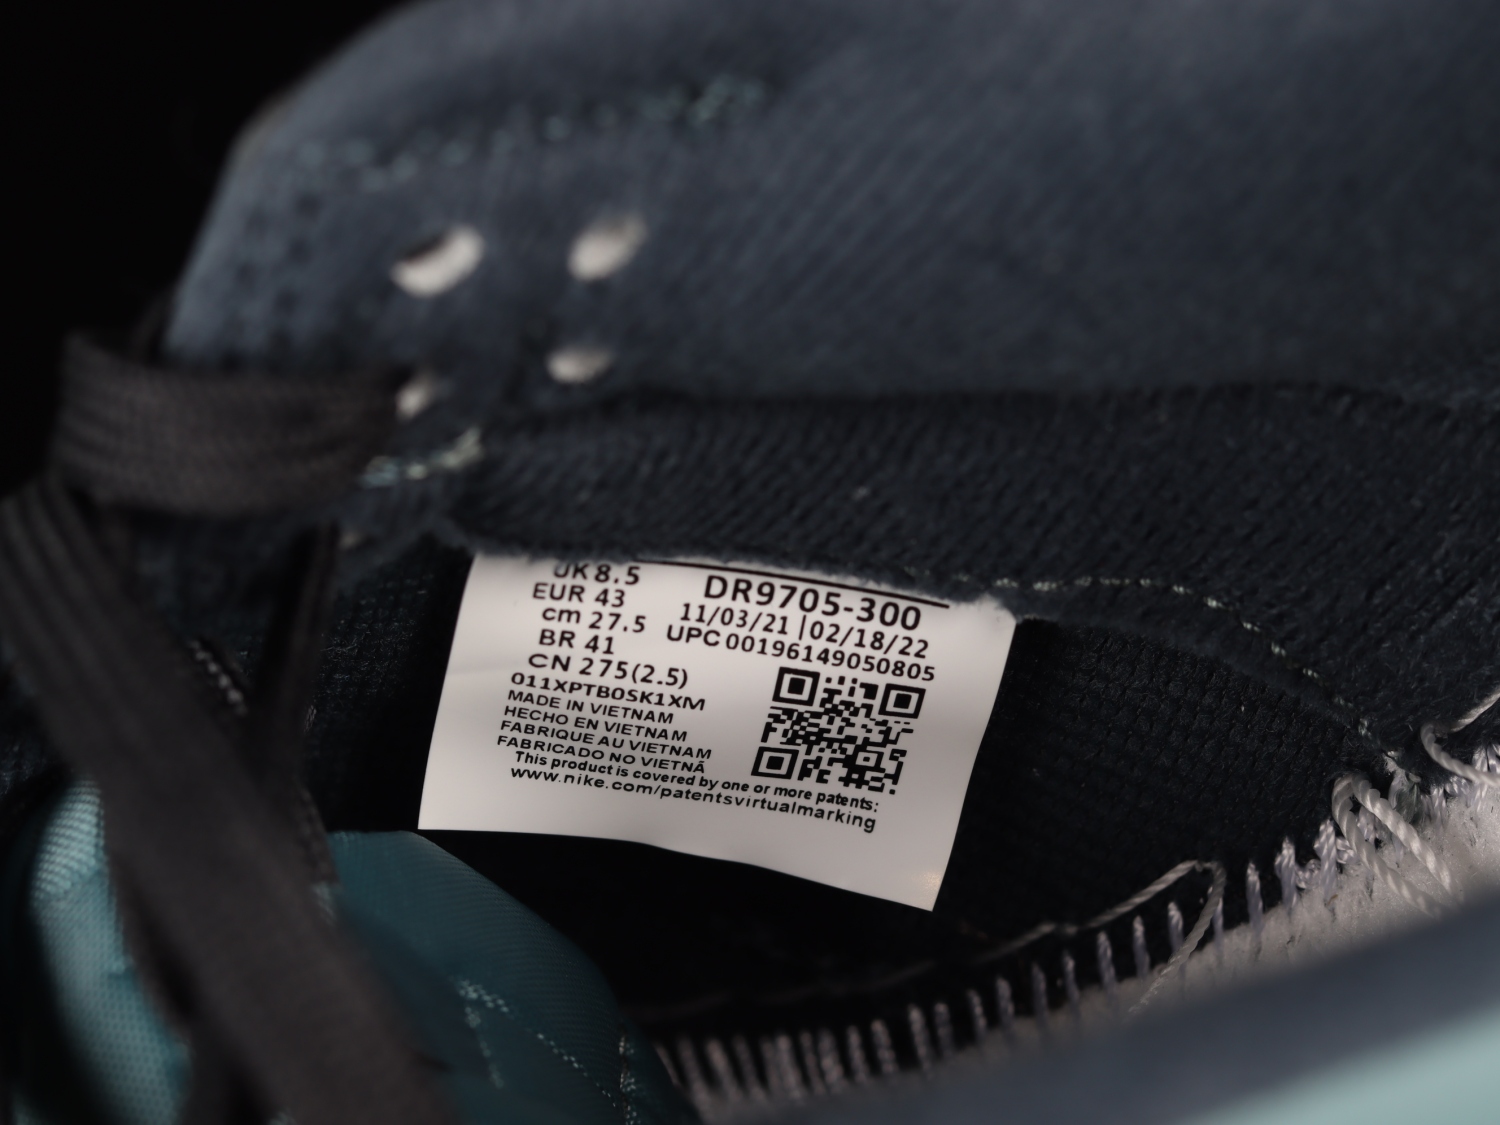 UK 8.5
EUR 43
cm 27.5
BR 41
CN 275(2.5)
011XPTB0SK1XM
MADE IN VIETNAM
HECHO EN VIETNAM
FABRIQUE AU VIETNAM
FABRICADO NO VIETNÃ
This product is covered by one or more patents:
www.nike.com/patentsvirtualmarking
DR9705-300
11/03/21 | 02/18/22
UPC 00196149050805